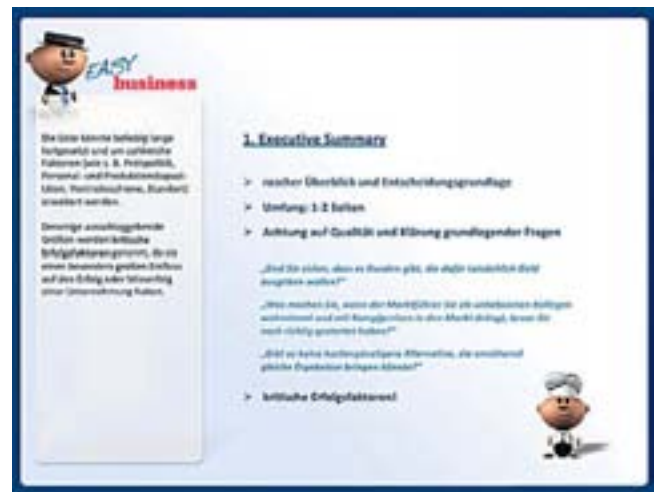 EASY
business
Die Liste könnte beliebig lange
fortgesetzt und um zahlreiche
Faktoren (wie z. B. Preispolitik,
Personal- und Produktionskapazi-
täten, Vertriebsschiene, Standort)
erweitert werden.
Derartige ausschlaggebende
Größen werden kritische
Erfolgsfaktoren genannt, da sie
einen besonders großen Einfluss
auf den Erfolg oder Misserfolg
einer Unternehmung haben.
1. Executive Summary
➢ rascher Überblick und Entscheidungsgrundlage
➢ Umfang: 1-2 Seiten
➢ Achtung auf Qualität und Klärung grundlegender Fragen
„Sind Sie sicher, dass es Kunden gibt, die dafür tatsächlich Geld
ausgeben wollen?“
„Was machen Sie, wenn der Marktführer Sie als unliebsamen
wahrnimmt und mit Kampfpreisen in den Markt drängt, bevor Sie
noch richtig gestartet haben?“
„Gibt es keine kostengünstigere Alternative, die annähernd
gleiche Ergebnisse bringen könnte?“
➢ kritische Erfolgsfaktoren!